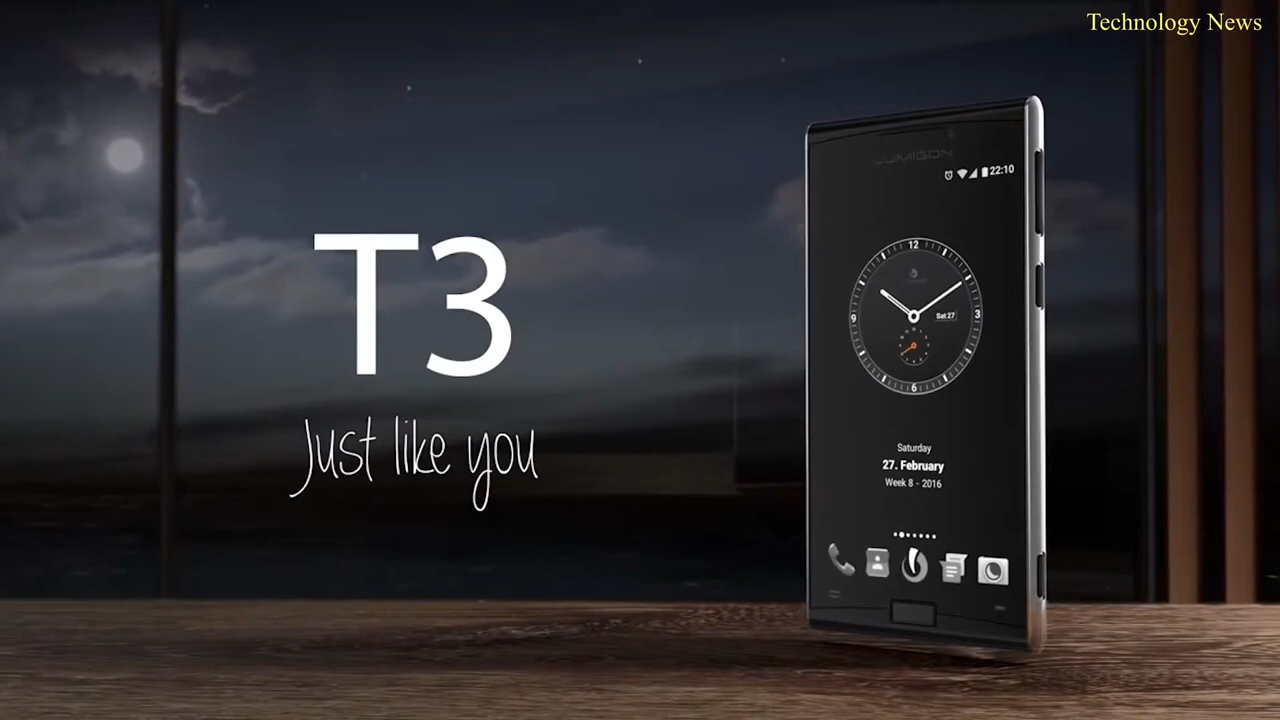 Technology News
T3
Just like you
LUMIGON
22:10
12
3
Sat 27
9
6
Saturday
27. February
Week 8 - 2016